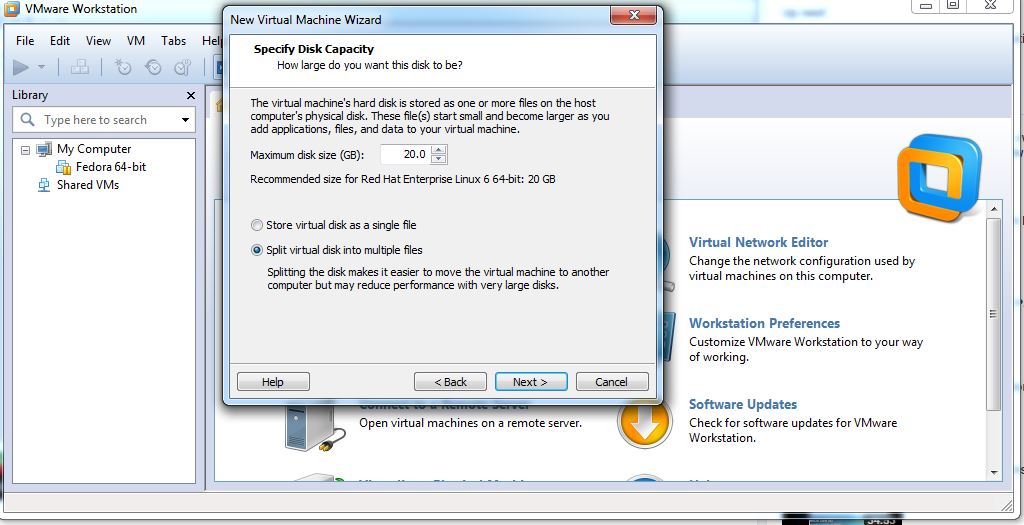 VMware Workstation
File Edit View VM Tabs Hel
Library
Type here to search
My Computer
Fedora 64-bit
Shared VMs
New Virtual Machine Wizard
Specify Disk Capacity
How large do you want this disk to be?
The virtual machine's hard disk is stored as one or more files on the host
computer's physical disk. These file(s) start small and become larger as you
add applications, files, and data to your virtual machine.
Maximum disk size (GB): 20.0
Recommended size for Red Hat Enterprise Linux 6 64-bit: 20 GB
Store virtual disk as a single file
Split virtual disk into multiple files
Splitting the disk makes it easier to move the virtual machine to another
computer but may reduce performance with very large disks.
Help < Back Next > Cancel
Virtual Network Editor
Change the network configuration used by
virtual machines on this computer.
Workstation Preferences
Customize VMware Workstation to your way
of working.
Connect to a Remote Server
Open virtual machines on a remote server.
Software Updates
Check for software updates for VMware
Workstation.